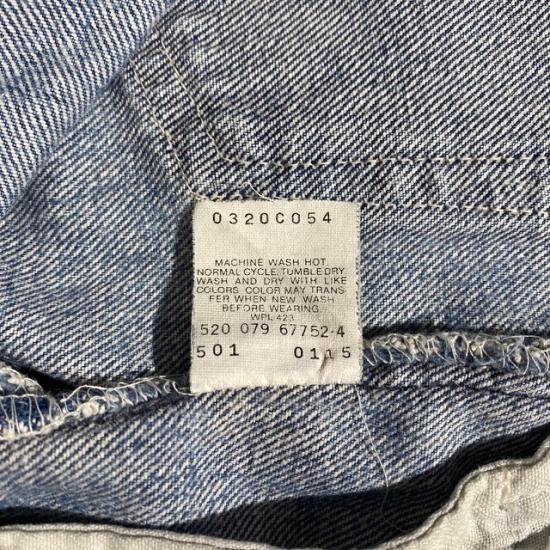 0320C054
MACHINE WASH HOT
NORMAL CYCLE. TUMBLE DRY.
WASH AND DRY WITH LIKE
COLORS. COLOR MAY TRANS
FER WHEN NEW WASH
BEFORE WEARING.
WPL 423
520 079 67752-4
501 0115